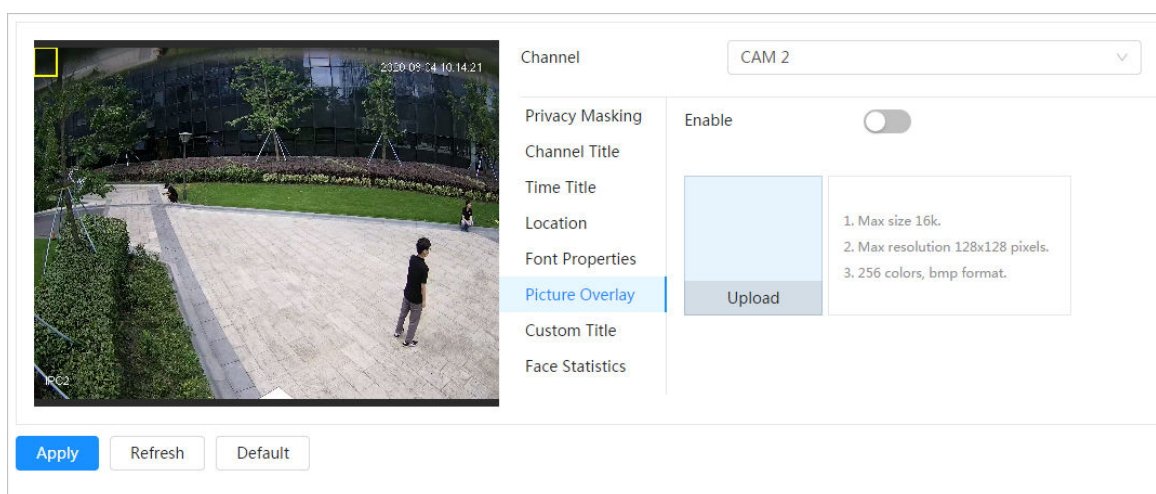 2020-09-04 10:14:21
IPC2
Channel
CAM 2
Privacy Masking
Channel Title
Time Title
Location
Font Properties
Picture Overlay
Custom Title
Face Statistics
Enable
Upload
1. Max size 16k.
2. Max resolution 128x128 pixels.
3. 256 colors, bmp format.
Apply
Refresh
Default